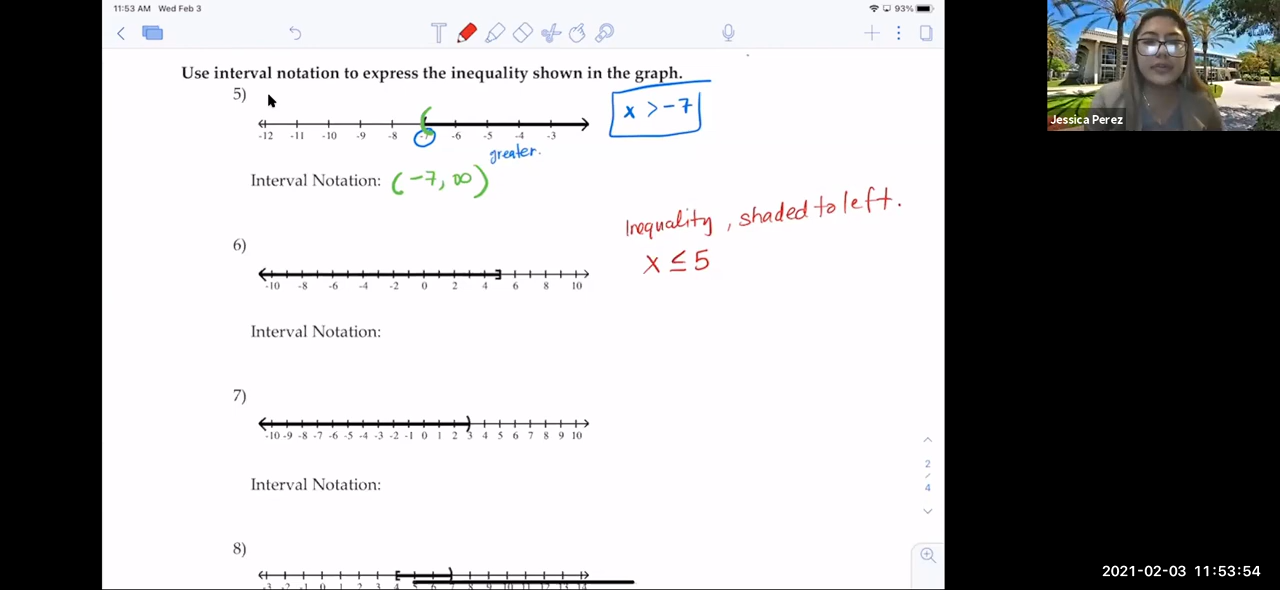 11:53 AM Wed Feb 3
93%
Use interval notation to express the inequality shown in the graph.
5)
x > -7
-12 -11 -10 -9 -8 -7 -6 -5 -4 -3
greater.
Interval Notation: (-7, ∞)
Inequality, shaded to left.
x ≤ 5
6)
-10 -8 -6 -4 -2 0 2 4 6 8 10
Interval Notation:
7)
-10 -9 -8 -7 -6 -5 -4 -3 -2 -1 0 1 2 3 4 5 6 7 8 9 10
Interval Notation:
8)
2
/
4
Jessica Perez
2021-02-03 11:53:54